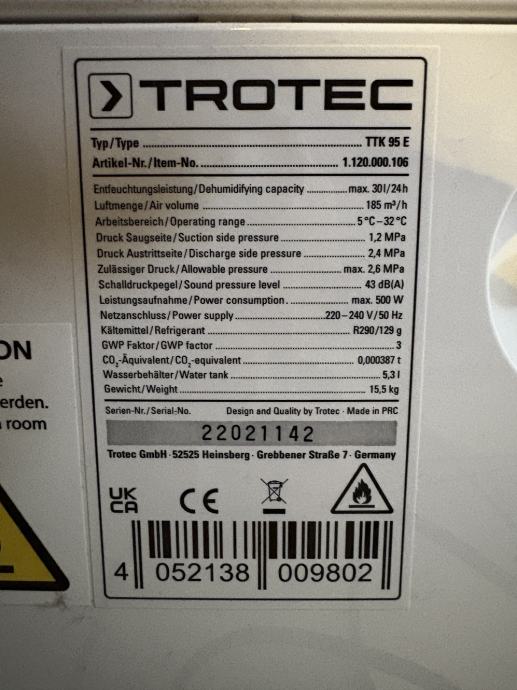 TROTEC
Typ/Type ........ TTK 95 E
Artikel-Nr./Item-No. ........ 1.120.000.106
Entfeuchtungsleistung/Dehumidifying capacity ........ max. 30l/24h
Luftmenge/Air volume ........ 185 m³/h
Arbeitsbereich/Operating range ........ 5°C–32°C
Druck Saugseite/Suction side pressure ........ 1,2 MPa
Druck Austrittseite/Discharge side pressure ........ 2,4 MPa
Zulässiger Druck/Allowable pressure ........ max. 2,6 MPa
Schalldruckpegel/Sound pressure level ........ 43 dB(A)
Leistungsaufnahme/Power consumption. ........ max. 500 W
Netzanschluss/Power supply ........ 220–240 V/50 Hz
Kältemittel/Refrigerant ........ R290/129 g
GWP Faktor/GWP factor ........ 3
CO₂-Äquivalent/CO₂-equivalent ........ 0,000387 t
Wasserbehälter/Water tank ........ 5,3 l
Gewicht/Weight ........ 15,5 kg
Serien-Nr./Serial-No. Design and Quality by Trotec · Made in PRC
22021142
Trotec GmbH · 52525 Heinsberg · Grebbener Straße 7 · Germany
UK
CA CE
4 052138 009802
ON
e
erden.
room